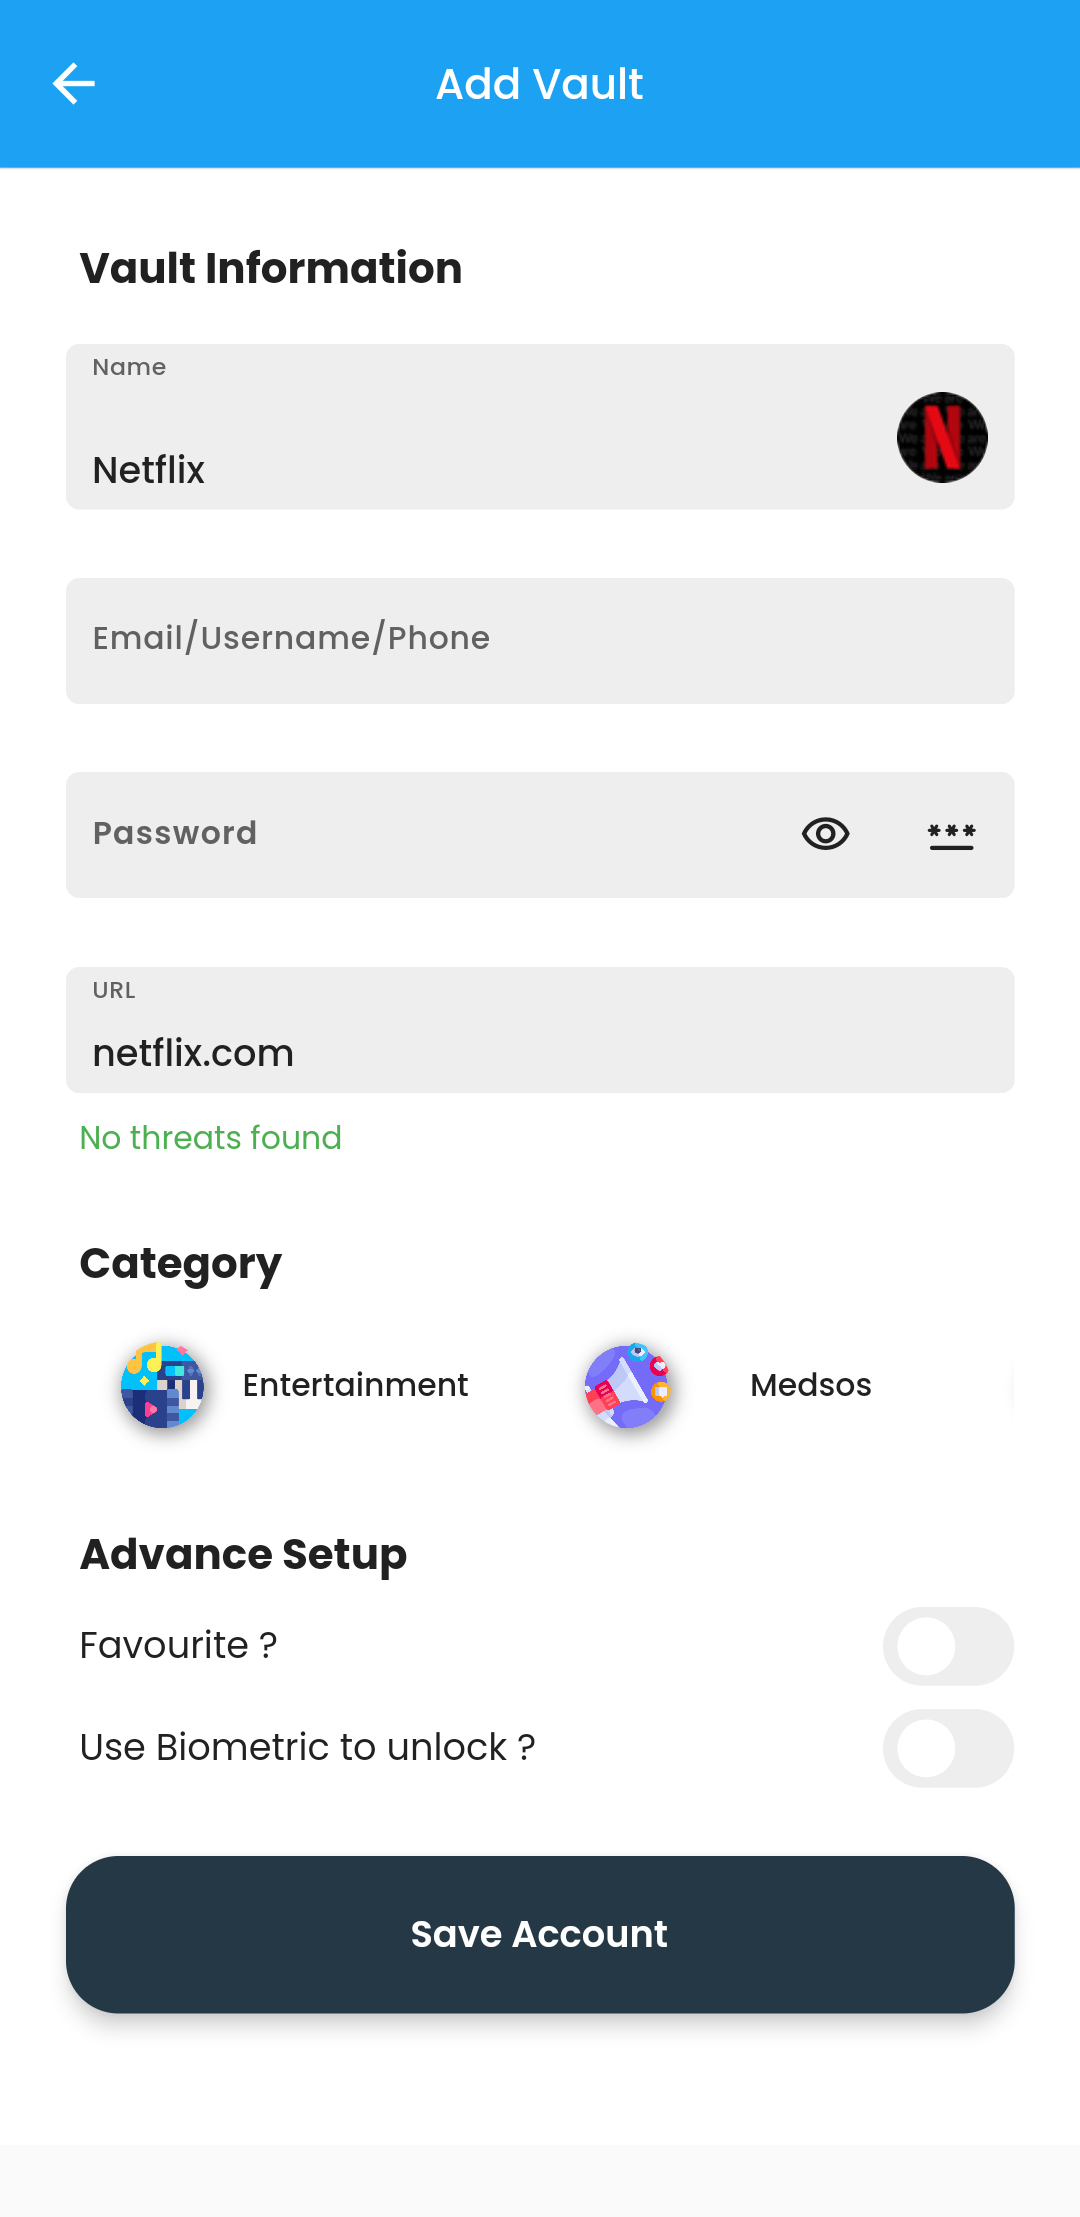 Add Vault
Vault Information
Name
Netflix
N
Email/Username/Phone
Password
***
URL
netflix.com
No threats found
Category
Entertainment
Medsos
Advance Setup
Favourite ?
Use Biometric to unlock ?
Save Account